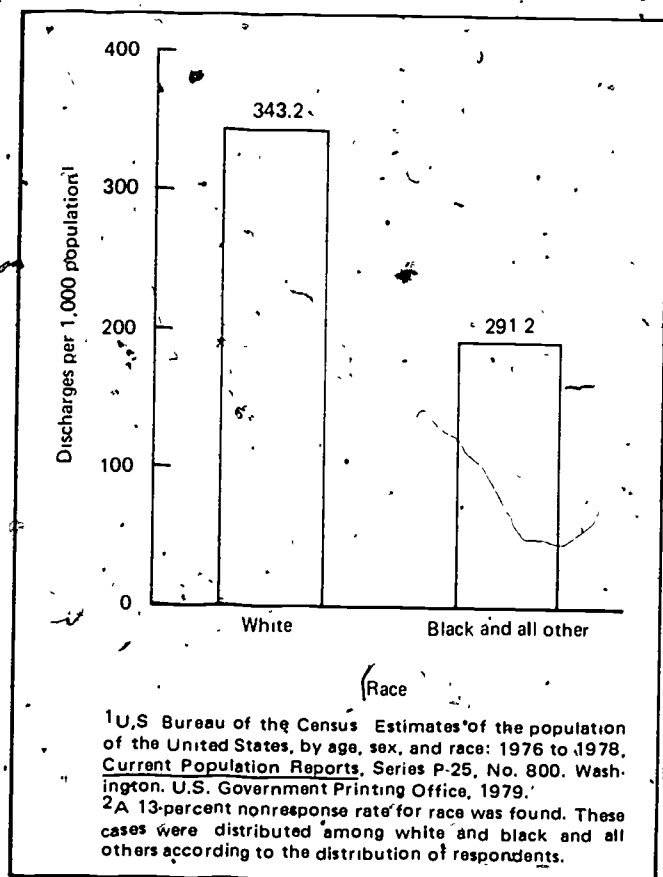 400
343.2
300
Discharges per 1,000 population¹
200
291 2
100
0
White
Black and all other
Race
¹U,S Bureau of the Census Estimates of the population
of the United States, by age, sex, and race: 1976 to 1978,
Current Population Reports, Series P-25, No. 800. Wash-
ington. U.S. Government Printing Office, 1979.
²A 13-percent nonresponse rate for race was found. These
cases were distributed among white and black and all
others according to the distribution of respondents.